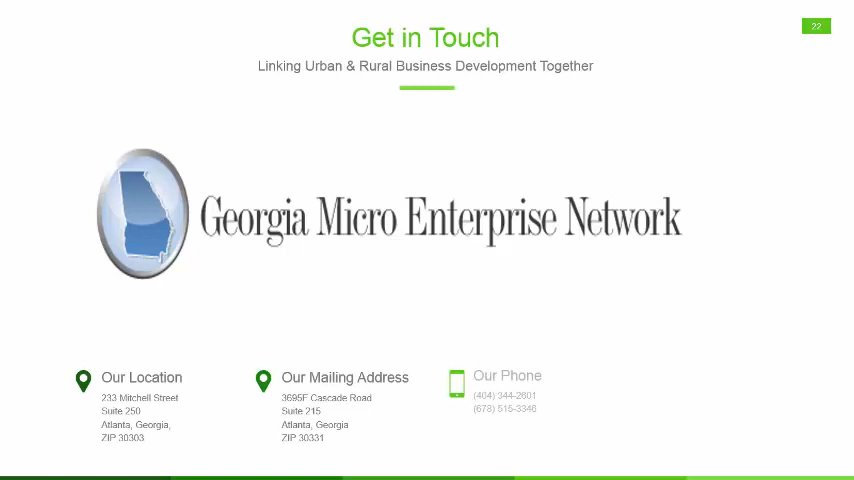 22
Get in Touch
Linking Urban & Rural Business Development Together
Georgia Micro Enterprise Network
Our Location
233 Mitchell Street
Suite 250
Atlanta, Georgia,
ZIP 30303
Our Mailing Address
3695F Cascade Road
Suite 215
Atlanta, Georgia
ZIP 30331
Our Phone
(404) 344-2601
(678) 515-3346